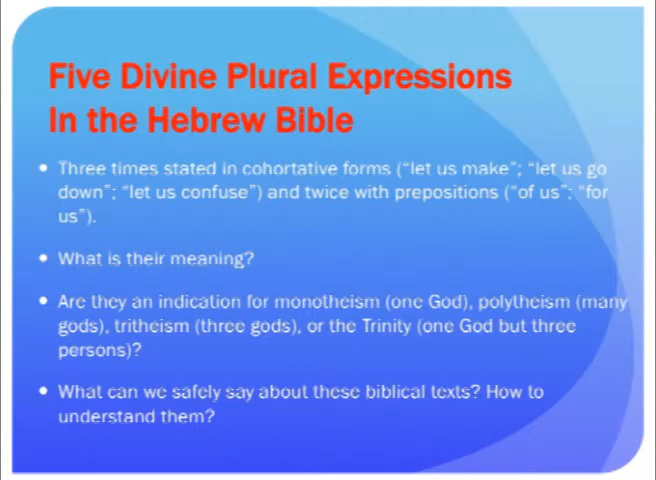 Five Divine Plural Expressions
In the Hebrew Bible
• Three times stated in cohortative forms (“let us make”; “let us go
down”; “let us confuse”) and twice with prepositions (“of us”; “for
us”).
• What is their meaning?
• Are they an indication for monotheism (one God), polytheism (many
gods), tritheism (three gods), or the Trinity (one God but three
persons)?
• What can we safely say about these biblical texts? How to
understand them?